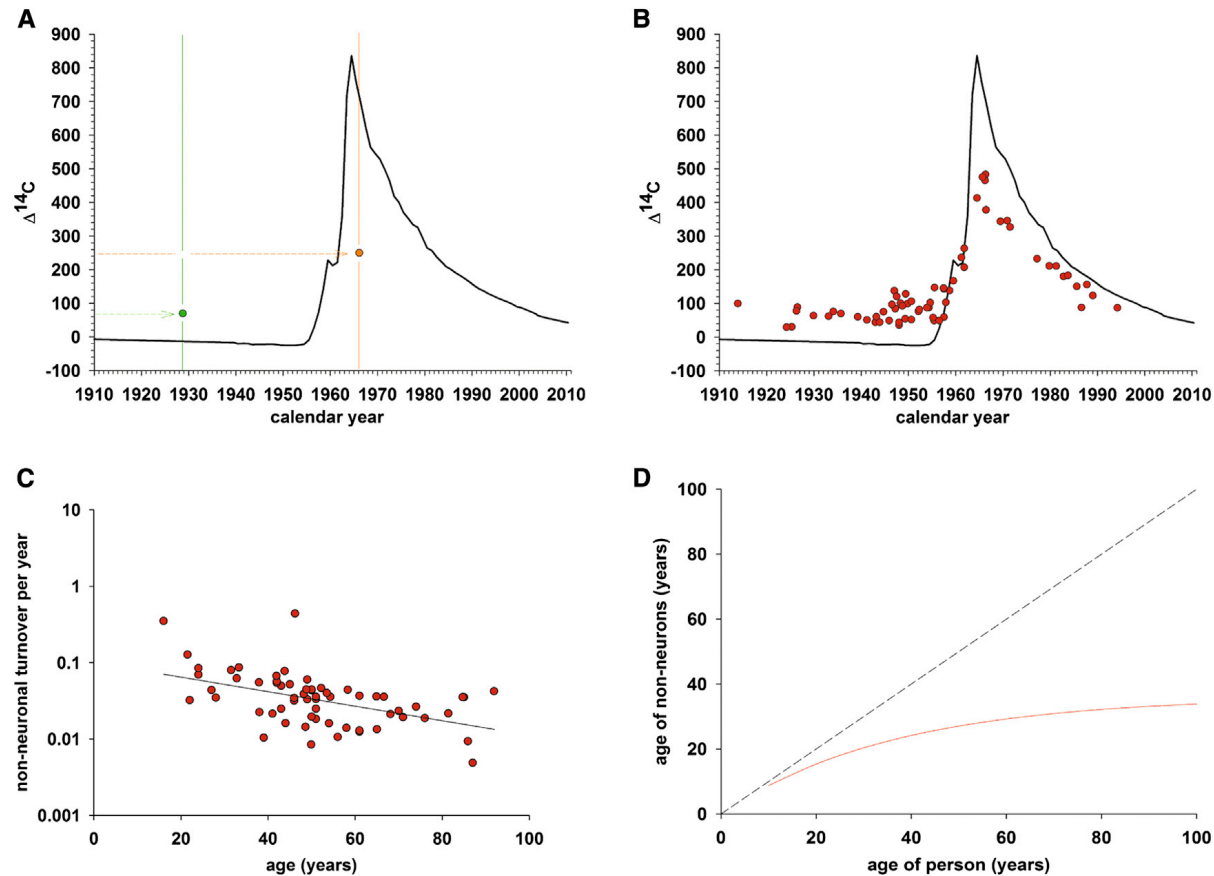 A
900
800
700
600
500
400
300
200
100
0
-100
Δ14C
1910 1920 1930 1940 1950 1960 1970 1980 1990 2000 2010
calendar year
B
900
800
700
600
500
400
300
200
100
0
-100
Δ14C
1910 1920 1930 1940 1950 1960 1970 1980 1990 2000 2010
calendar year
C
10
1
0.1
0.01
0.001
non-neuronal turnover per year
0 20 40 60 80 100
age (years)
D
100
80
60
40
20
0
age of non-neurons (years)
0 20 40 60 80 100
age of person (years)